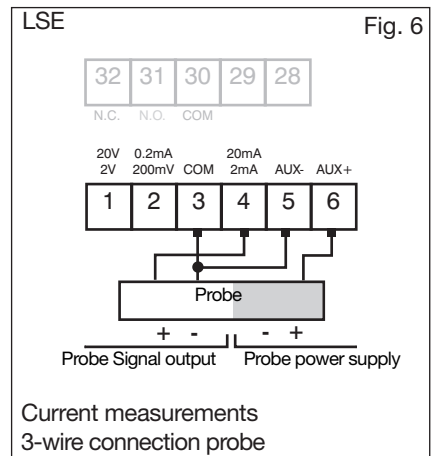 LSE Fig. 6
32 31 30 29 28
N.C. N.O. COM
20V 0.2mA 20mA
2V 200mV COM 2mA AUX- AUX+
1 2 3 4 5 6
Probe
+ - - +
Probe Signal output Probe power supply
Current measurements
3-wire connection probe